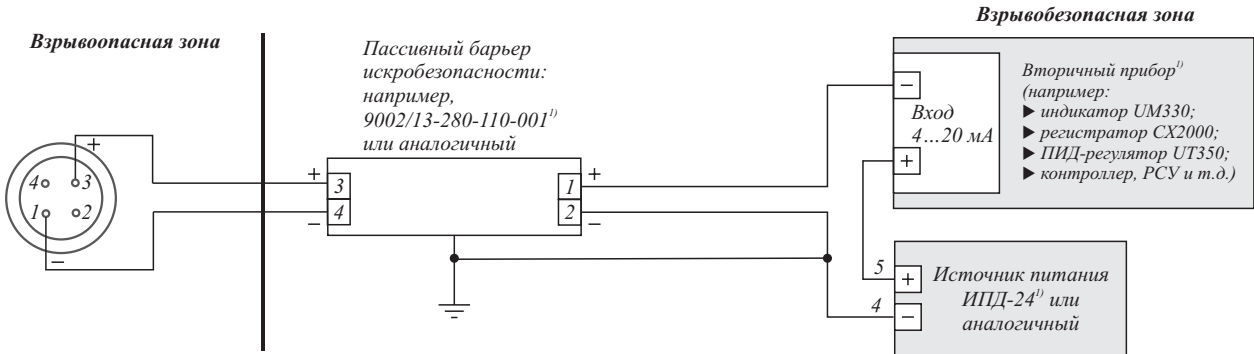 Взрывоопасная зона
Взрывобезопасная зона
Пассивный барьер
искробезопасности:
например,
9002/13-280-110-001¹⁾
или аналогичный
+
4 3
1 2
–
+ 3
4 –
1 +
2 –
–
Вход
4…20 мА
+
Вторичный прибор¹⁾
(например:
▶ индикатор UM330;
▶ регистратор CX2000;
▶ ПИД-регулятор UT350;
▶ контроллер, РСУ и т.д.)
5 +
4 –
Источник питания
ИПД-24¹⁾ или
аналогичный